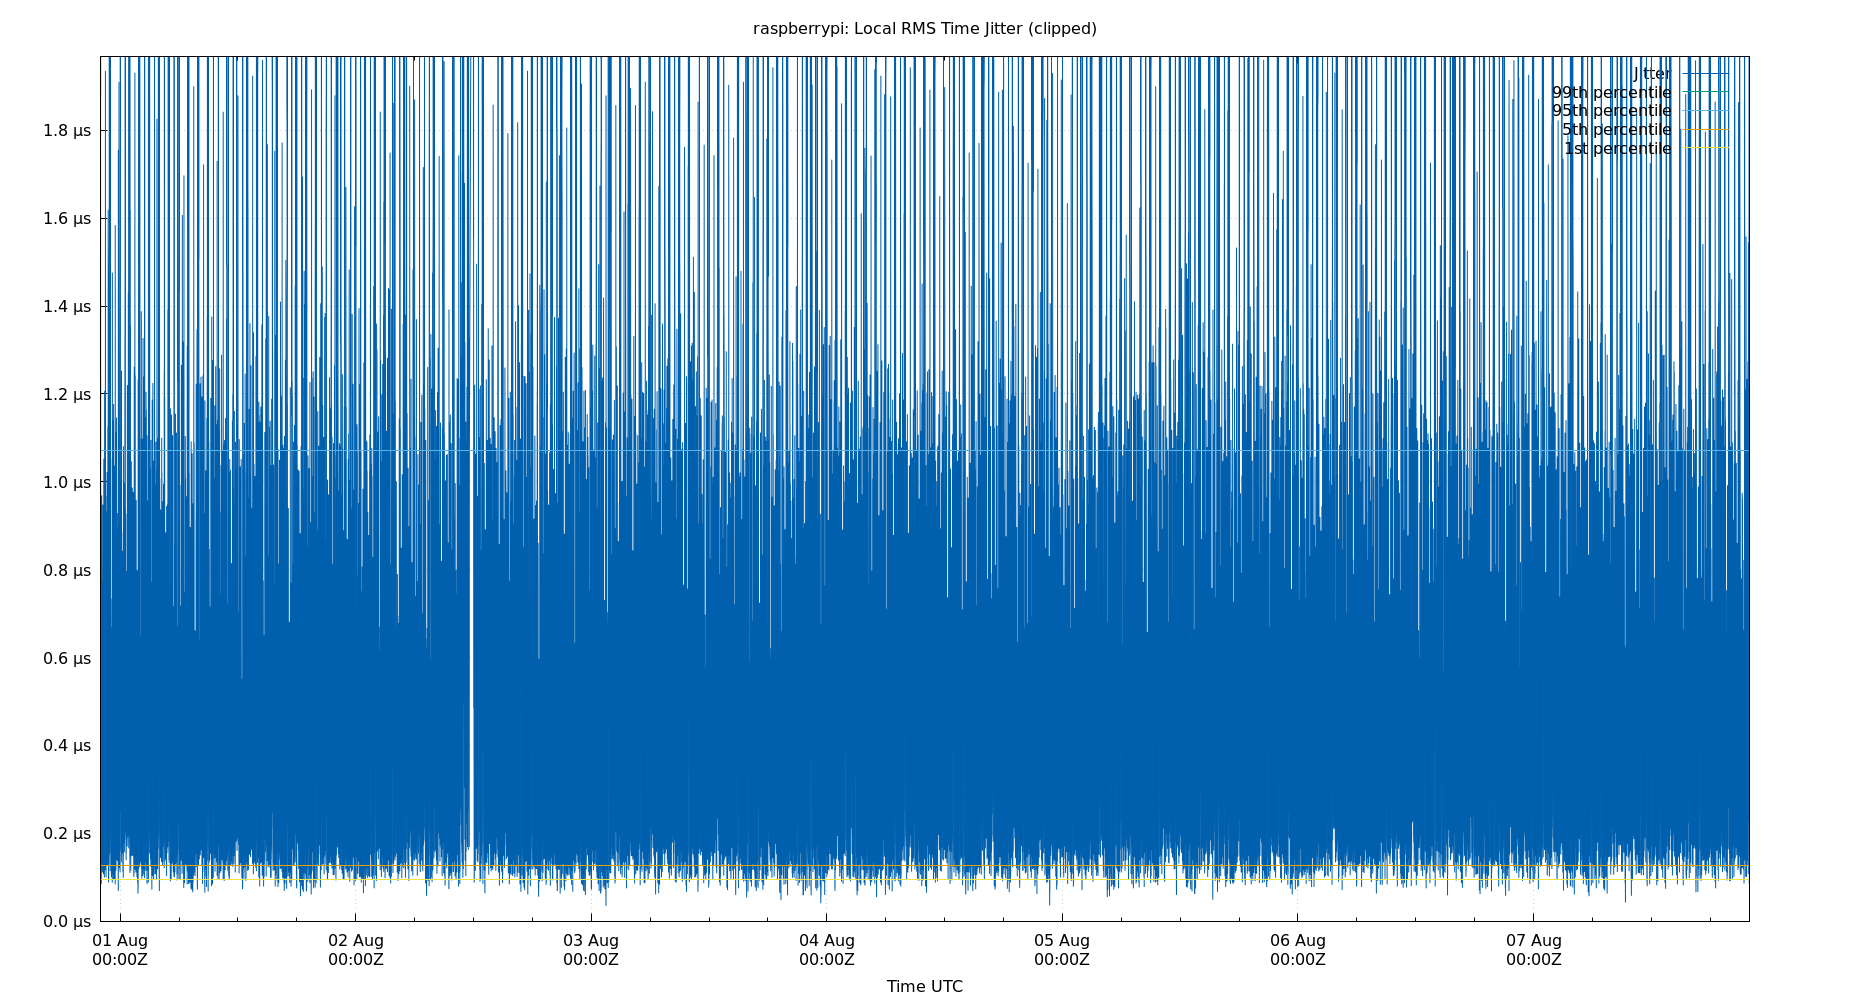 raspberrypi: Local RMS Time Jitter (clipped)
Jitter
99th percentile
95th percentile
5th percentile
1st percentile
1.8 µs
1.6 µs
1.4 µs
1.2 µs
1.0 µs
0.8 µs
0.6 µs
0.4 µs
0.2 µs
0.0 µs
01 Aug 02 Aug 03 Aug 04 Aug 05 Aug 06 Aug 07 Aug
00:00Z 00:00Z 00:00Z 00:00Z 00:00Z 00:00Z 00:00Z
Time UTC